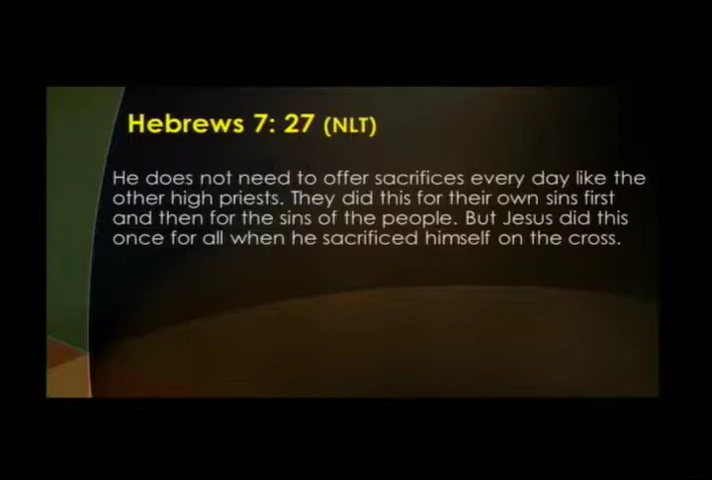 Hebrews 7: 27 (NLT)
He does not need to offer sacrifices every day like the
other high priests. They did this for their own sins first
and then for the sins of the people. But Jesus did this
once for all when he sacrificed himself on the cross.